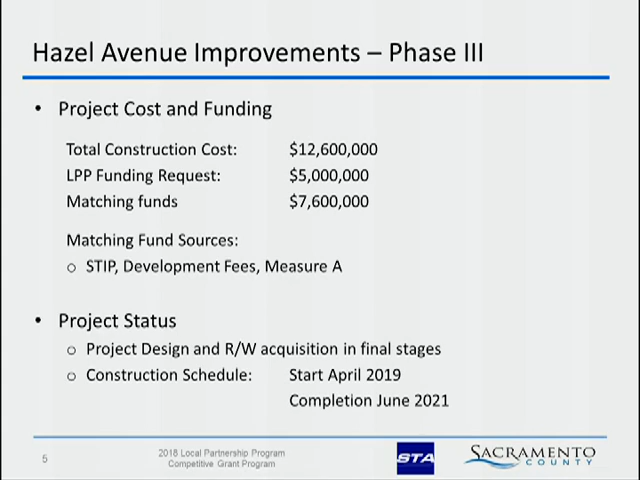 Hazel Avenue Improvements – Phase III
• Project Cost and Funding
Total Construction Cost: $12,600,000
LPP Funding Request: $5,000,000
Matching funds $7,600,000
Matching Fund Sources:
o STIP, Development Fees, Measure A
• Project Status
o Project Design and R/W acquisition in final stages
o Construction Schedule: Start April 2019
Completion June 2021
5
2018 Local Partnership Program
Competitive Grant Program
STA
SACRAMENTO
COUNTY